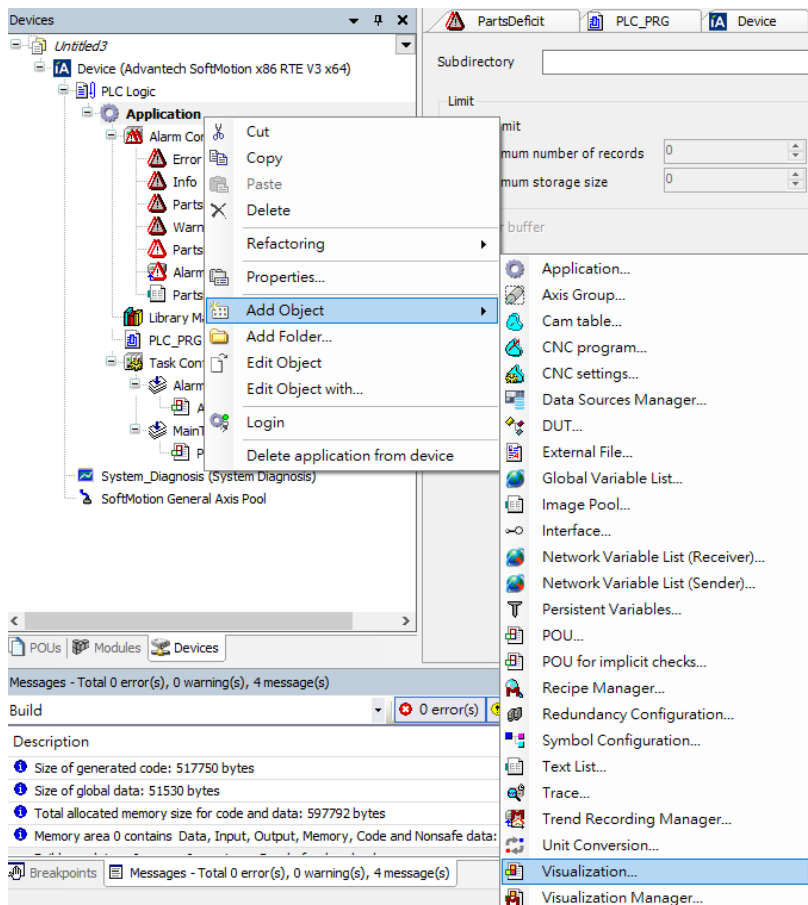 Devices
Untitled3
Device (Advantech SoftMotion x86 RTE V3 x64)
PLC Logic
Application
Alarm Con
Error
Info
Parts
Warn
Parts
Alarm
Parts
Library Ma
PLC_PRG
Task Conf
Alarm
A
MainT
P
System_Diagnosis (System Diagnosis)
SoftMotion General Axis Pool
Cut
Copy
Paste
Delete
Refactoring
Properties...
Add Object
Add Folder...
Edit Object
Edit Object with...
Login
Delete application from device
PartsDeficit
PLC_PRG
Device
Subdirectory
Limit
mit
mum number of records 0
mum storage size 0
r buffer
Application...
Axis Group...
Cam table...
CNC program...
CNC settings...
Data Sources Manager...
DUT...
External File...
Global Variable List...
Image Pool...
Interface...
Network Variable List (Receiver)...
Network Variable List (Sender)...
Persistent Variables...
POU...
POU for implicit checks...
Recipe Manager...
Redundancy Configuration...
Symbol Configuration...
Text List...
Trace...
Trend Recording Manager...
Unit Conversion...
Visualization...
Visualization Manager...
POUs Modules Devices
Messages - Total 0 error(s), 0 warning(s), 4 message(s)
Build 0 error(s)
Description
Size of generated code: 517750 bytes
Size of global data: 51530 bytes
Total allocated memory size for code and data: 597792 bytes
Memory area 0 contains Data, Input, Output, Memory, Code and Nonsafe data:
Breakpoints Messages - Total 0 error(s), 0 warning(s), 4 message(s)